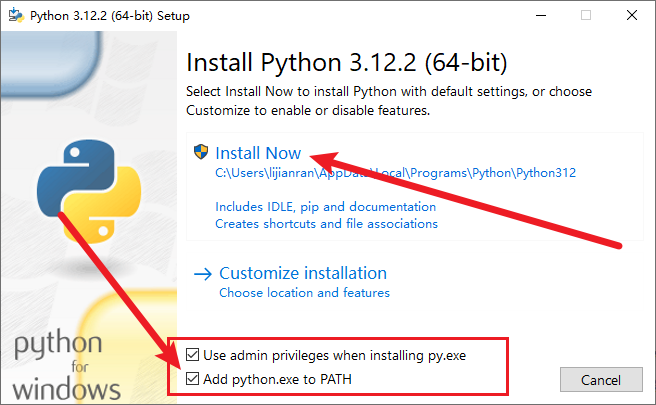 Python 3.12.2 (64-bit) Setup
Install Python 3.12.2 (64-bit)
Select Install Now to install Python with default settings, or choose
Customize to enable or disable features.
Install Now
C:\Users\lijianran\AppData\Local\Programs\Python\Python312
Includes IDLE, pip and documentation
Creates shortcuts and file associations
Customize installation
Choose location and features
Use admin privileges when installing py.exe
Add python.exe to PATH
python
for
windows
Cancel